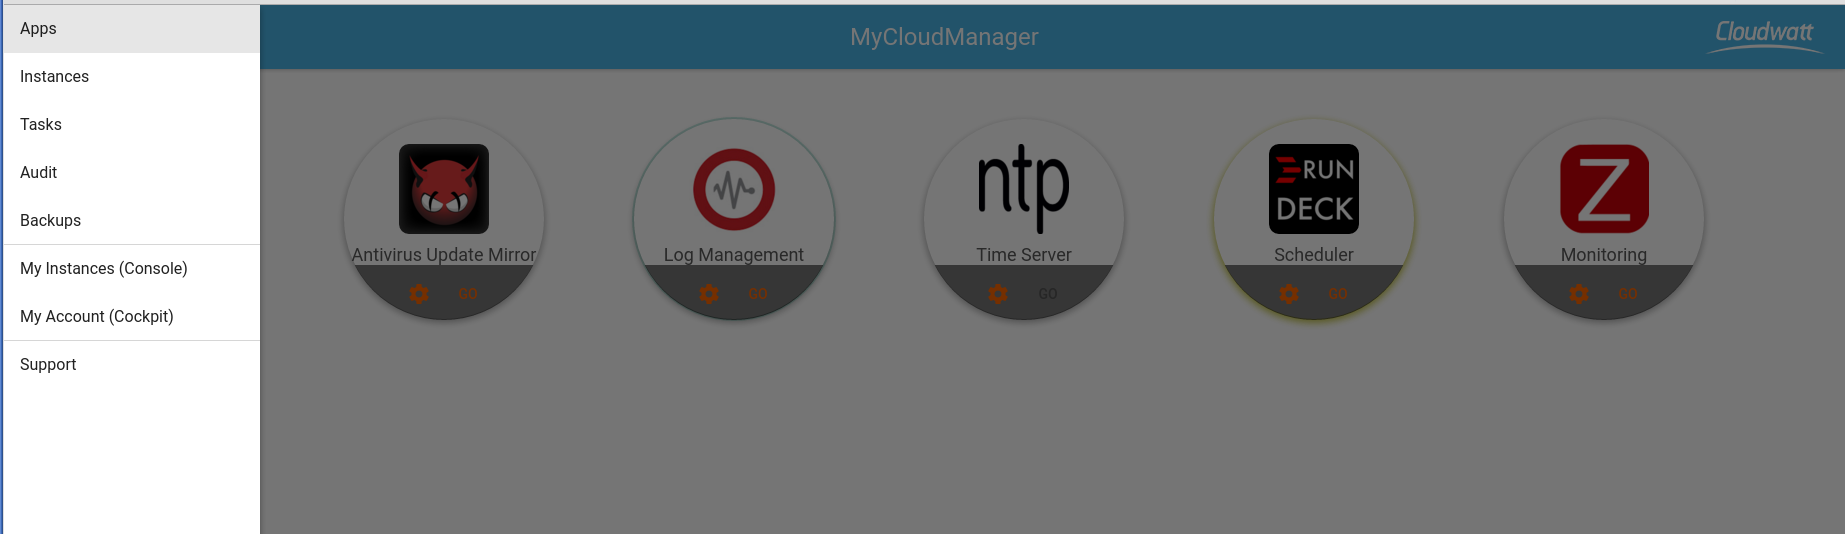 Apps
Instances
Tasks
Audit
Backups
My Instances (Console)
My Account (Cockpit)
Support
MyCloudManager
Cloudwatt
Antivirus Update Mirror
GO
Log Management
GO
ntp
Time Server
GO
RUN
DECK
Scheduler
GO
Z
Monitoring
GO